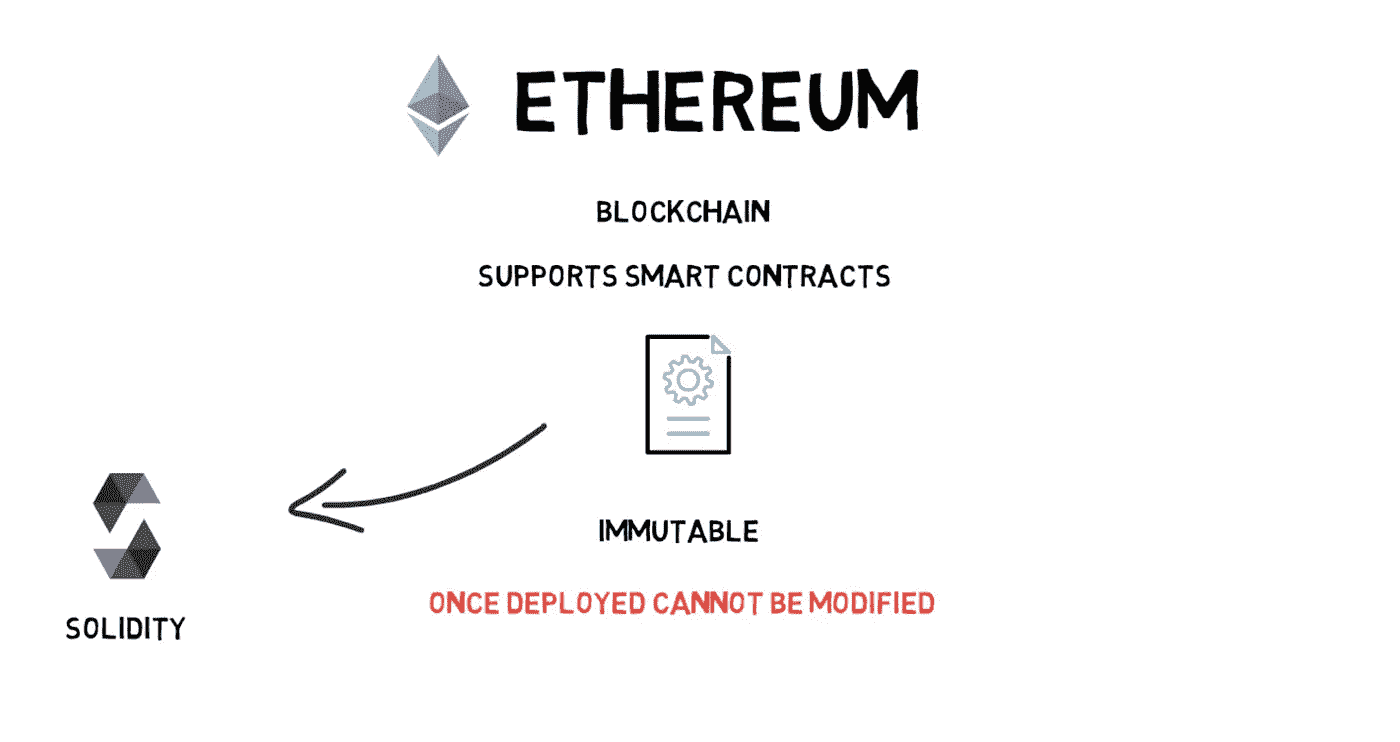 ETHEREUM
BLOCKCHAIN
SUPPORTS SMART CONTRACTS
IMMUTABLE
ONCE DEPLOYED CANNOT BE MODIFIED
SOLIDITY